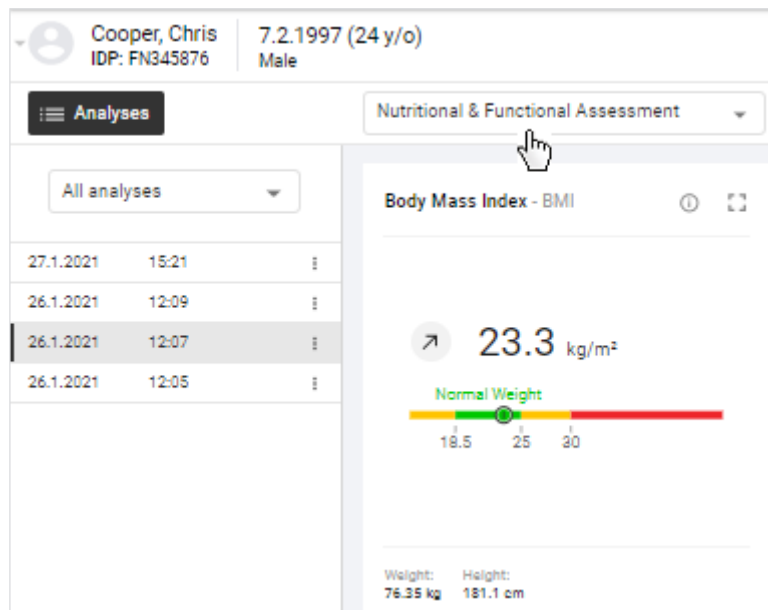 Cooper, Chris
IDP: FN345876
7.2.1997 (24 y/o)
Male
Analyses
Nutritional & Functional Assessment
All analyses
27.1.2021 15:21
26.1.2021 12:09
26.1.2021 12:07
26.1.2021 12:05
Body Mass Index - BMI
23.3 kg/m²
Normal Weight
18.5 25 30
Weight: Height:
76.35 kg 181.1 cm